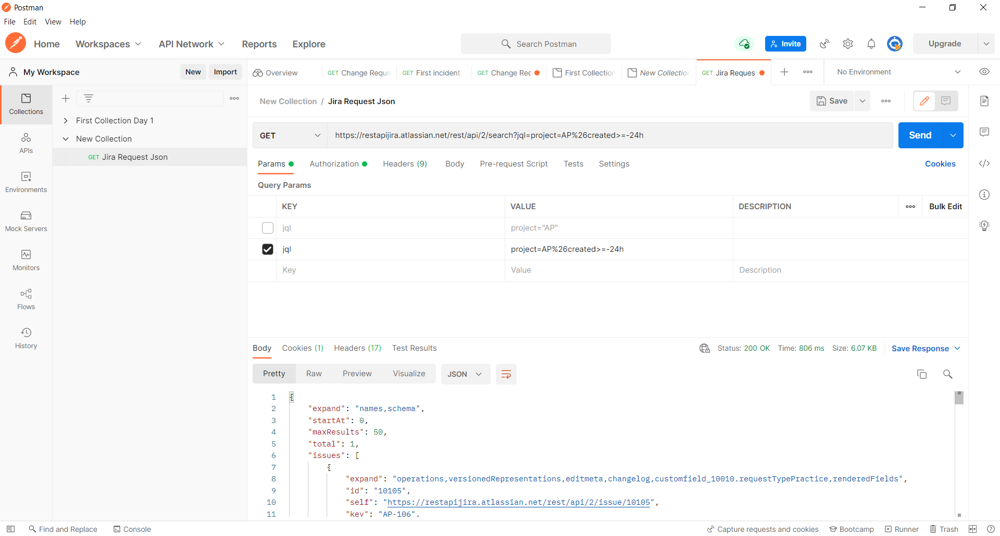 Postman
File Edit View Help
Home Workspaces API Network Reports Explore Search Postman Invite Upgrade
My Workspace New Import
Overview GET Change Reque GET First incident GET Change Rec First Collection New Collection GET Jira Reques No Environment
Collections
APIs
Environments
Mock Servers
Monitors
Flows
History
First Collection Day 1
New Collection
GET Jira Request Json
New Collection / Jira Request Json Save
GET https://restapijira.atlassian.net/rest/api/2/search?jql=project=AP%26created>=-24h Send
Params Authorization Headers (9) Body Pre-request Script Tests Settings Cookies
Query Params
KEY VALUE DESCRIPTION Bulk Edit
jql project="AP"
jql project=AP%26created>=-24h
Key Value Description
Body Cookies (1) Headers (17) Test Results Status: 200 OK Time: 806 ms Size: 6.07 KB Save Response
Pretty Raw Preview Visualize JSON
1 {
2 "expand": "names,schema",
3 "startAt": 0,
4 "maxResults": 50,
5 "total": 1,
6 "issues": [
7 {
8 "expand": "operations,versionedRepresentations,editmeta,changelog,customfield_10010.requestTypePractice,renderedFields",
9 "id": "10105",
10 "self": "https://restapijira.atlassian.net/rest/api/2/issue/10105",
11 "key": "AP-106",
Find and Replace Console Capture requests and cookies Bootcamp Runner Trash